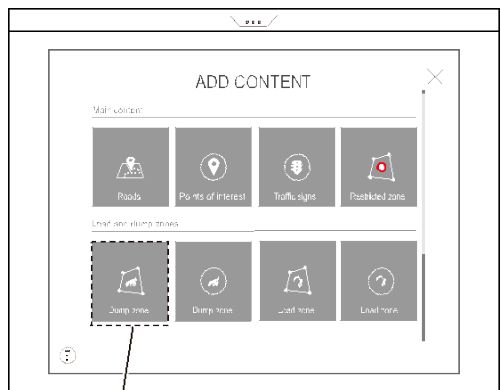 ADD CONTENT
Main content
Roads
Points of interest
Traffic signs
Restricted zone
Load and dump zones
Dump zone
Dump zone
Load zone
Load zone